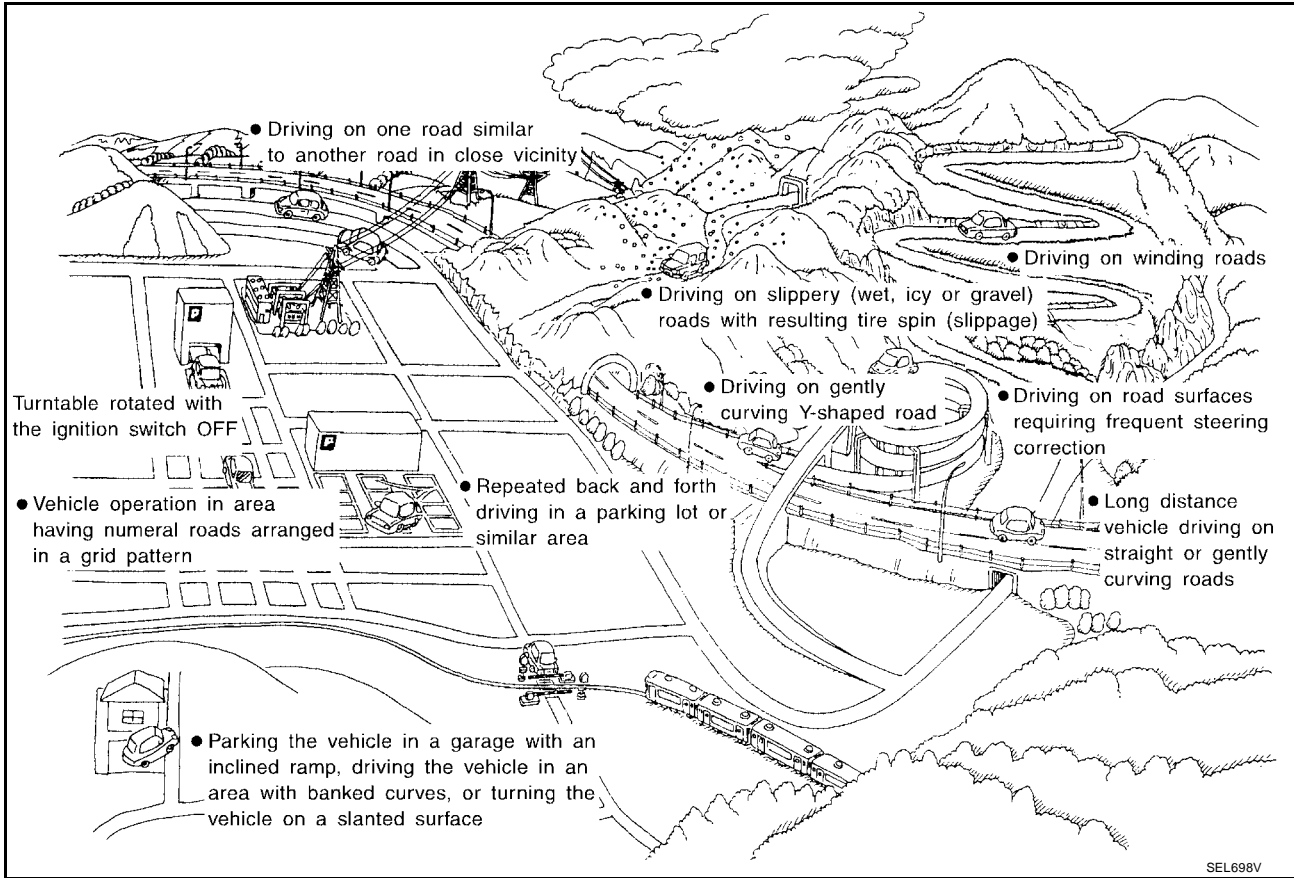 ● Driving on one road similar
to another road in close vicinity
● Driving on winding roads
● Driving on slippery (wet, icy or gravel)
roads with resulting tire spin (slippage)
P
Turntable rotated with
the ignition switch OFF
● Driving on gently
curving Y-shaped road
● Driving on road surfaces
requiring frequent steering
correction
P
● Vehicle operation in area
having numeral roads arranged
in a grid pattern
● Repeated back and forth
driving in a parking lot or
similar area
● Long distance
vehicle driving on
straight or gently
curving roads
● Parking the vehicle in a garage with an
inclined ramp, driving the vehicle in an
area with banked curves, or turning the
vehicle on a slanted surface
SEL698V